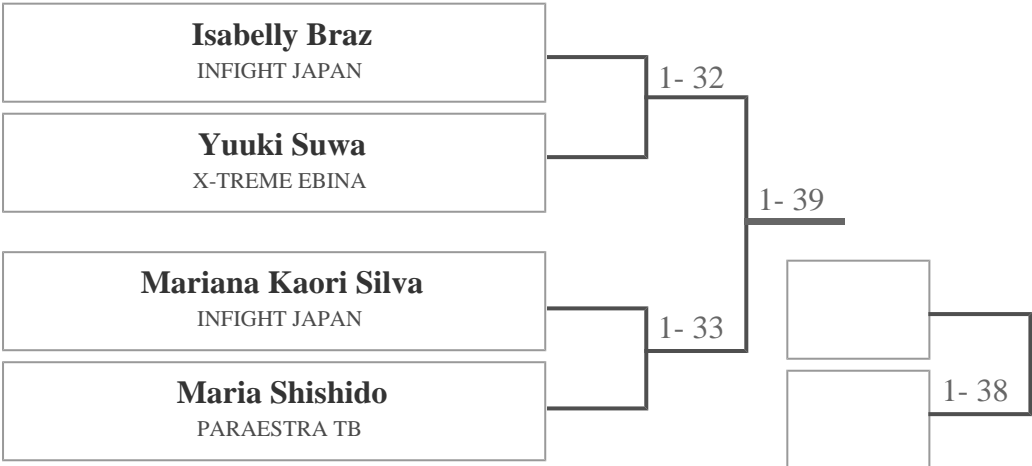 Isabelly Braz
INFIGHT JAPAN
1- 32
Yuuki Suwa
X-TREME EBINA
1- 39
Mariana Kaori Silva
INFIGHT JAPAN
1- 33
Maria Shishido
PARAESTRA TB
1- 38